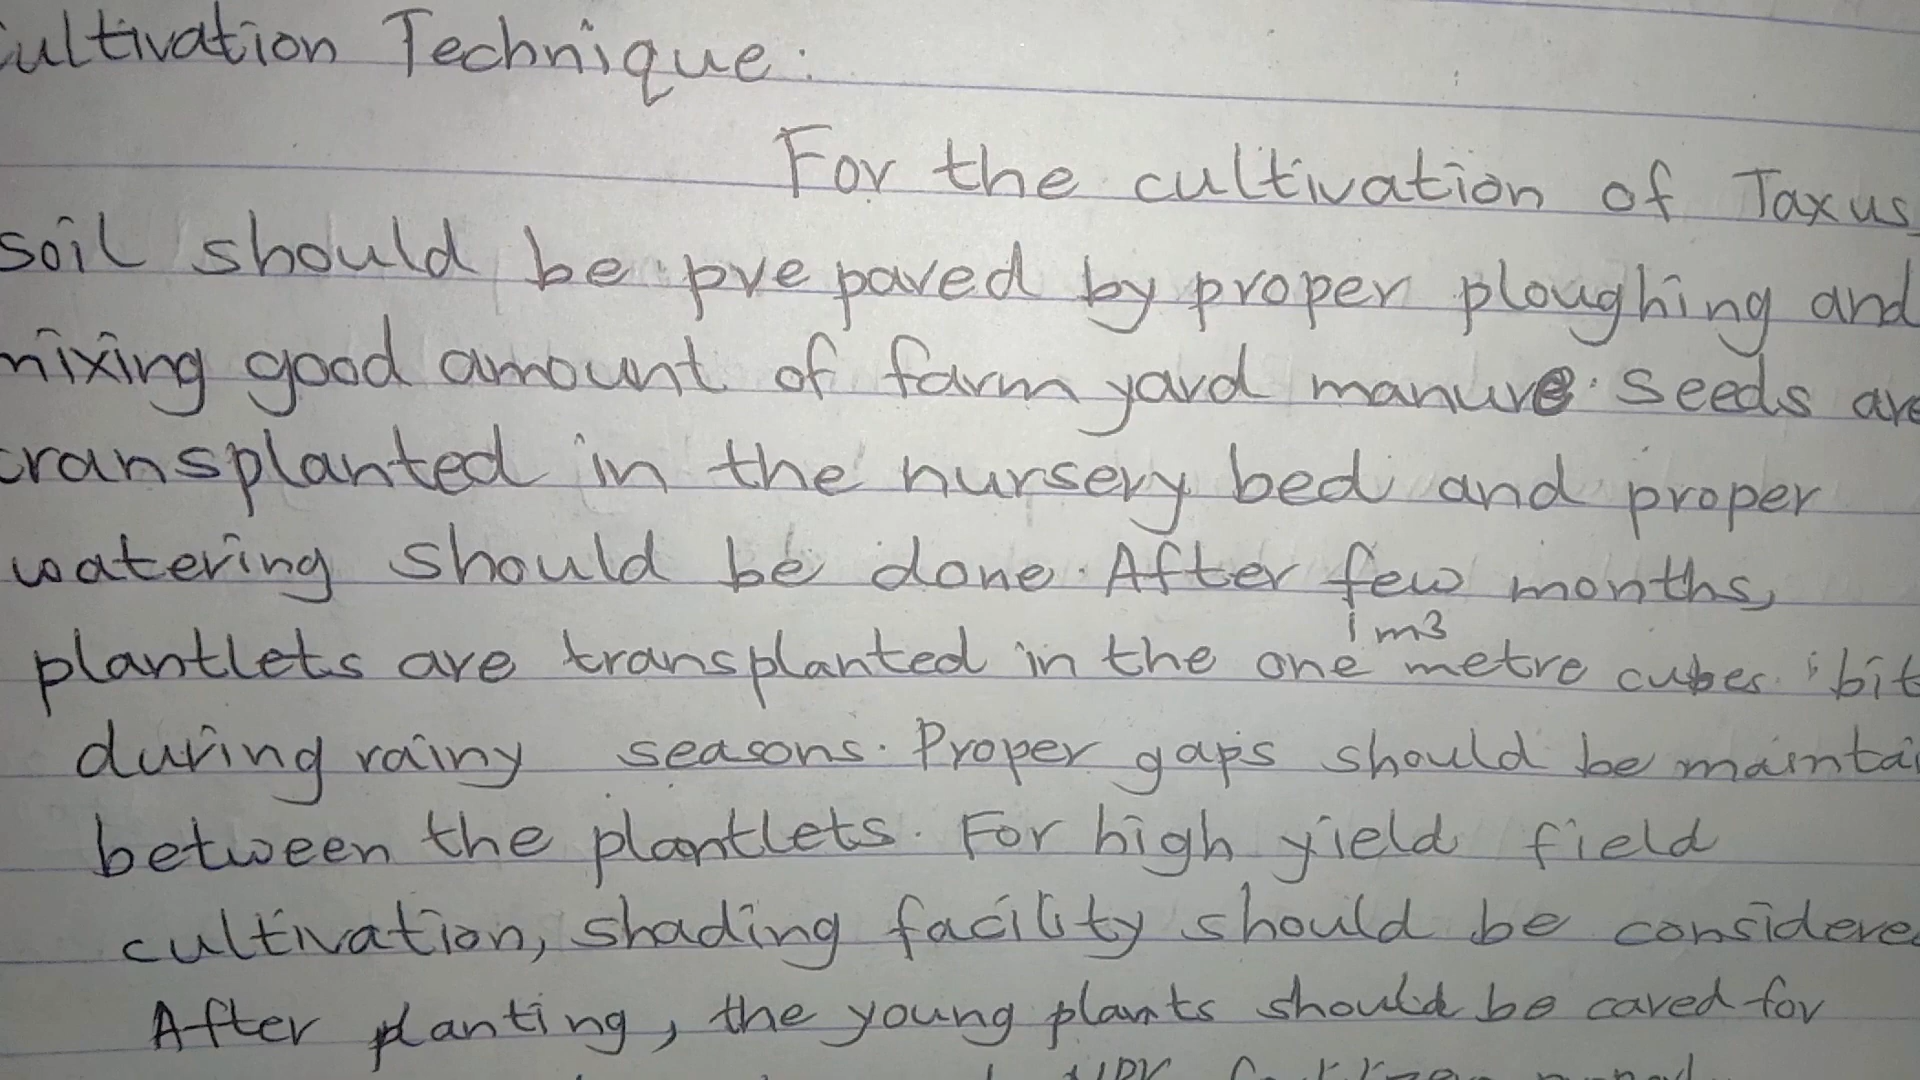 ultivation Technique:
For the cultivation of Taxus,
soil should be prepared by proper ploughing and
mixing good amount of farm yard manure. Seeds are
transplanted in the nursery bed and proper
watering should be done. After few months,
1 m3
plantlets are transplanted in the one metre cubes bit
during rainy seasons. Proper gaps should be maintai
between the plantlets. For high yield field
cultivation, shading facility should be considered
After planting, the young plants should be cared for